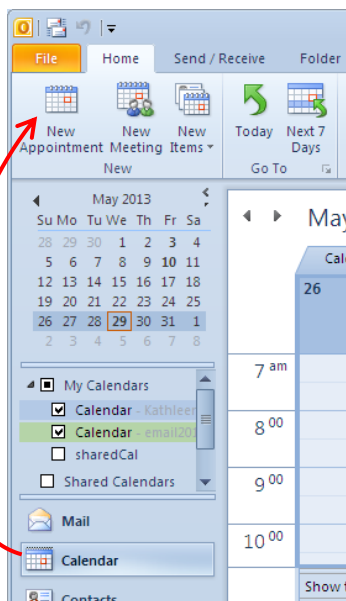 File Home Send / Receive Folder
New Appointment New Meeting New Items Today Next 7 Days
New Go To
May 2013
Su Mo Tu We Th Fr Sa
28 29 30 1 2 3 4
5 6 7 8 9 10 11
12 13 14 15 16 17 18
19 20 21 22 23 24 25
26 27 28 29 30 31 1
2 3 4 5 6 7 8
My Calendars
Calendar - Kathleen
Calendar - email201
sharedCal
Shared Calendars
Mail
Calendar
Contacts
May
Cale
26
7 am
8 00
9 00
10 00
Show t